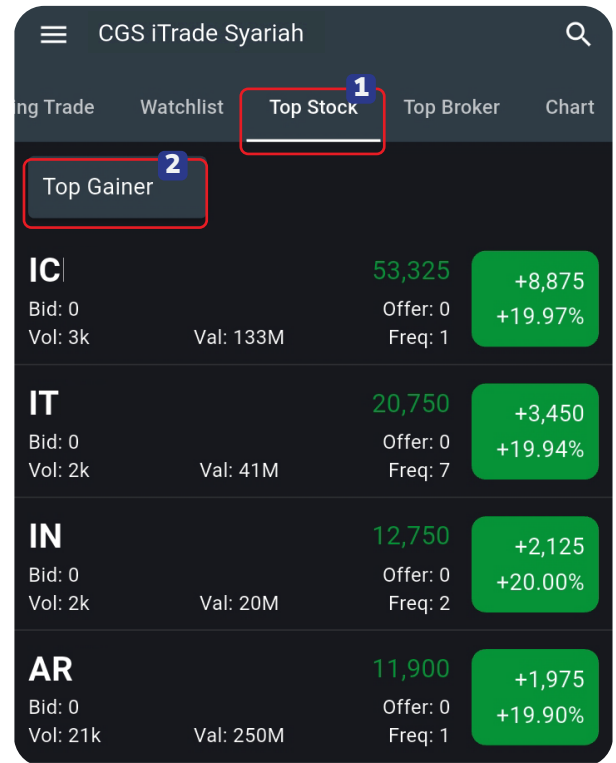 CGS iTrade Syariah
ng Trade Watchlist Top Stock Top Broker Chart
1
2
Top Gainer
IC 53,325 +8,875
Bid: 0 Offer: 0 +19.97%
Vol: 3k Val: 133M Freq: 1
IT 20,750 +3,450
Bid: 0 Offer: 0 +19.94%
Vol: 2k Val: 41M Freq: 7
IN 12,750 +2,125
Bid: 0 Offer: 0 +20.00%
Vol: 2k Val: 20M Freq: 2
AR 11,900 +1,975
Bid: 0 Offer: 0 +19.90%
Vol: 21k Val: 250M Freq: 1